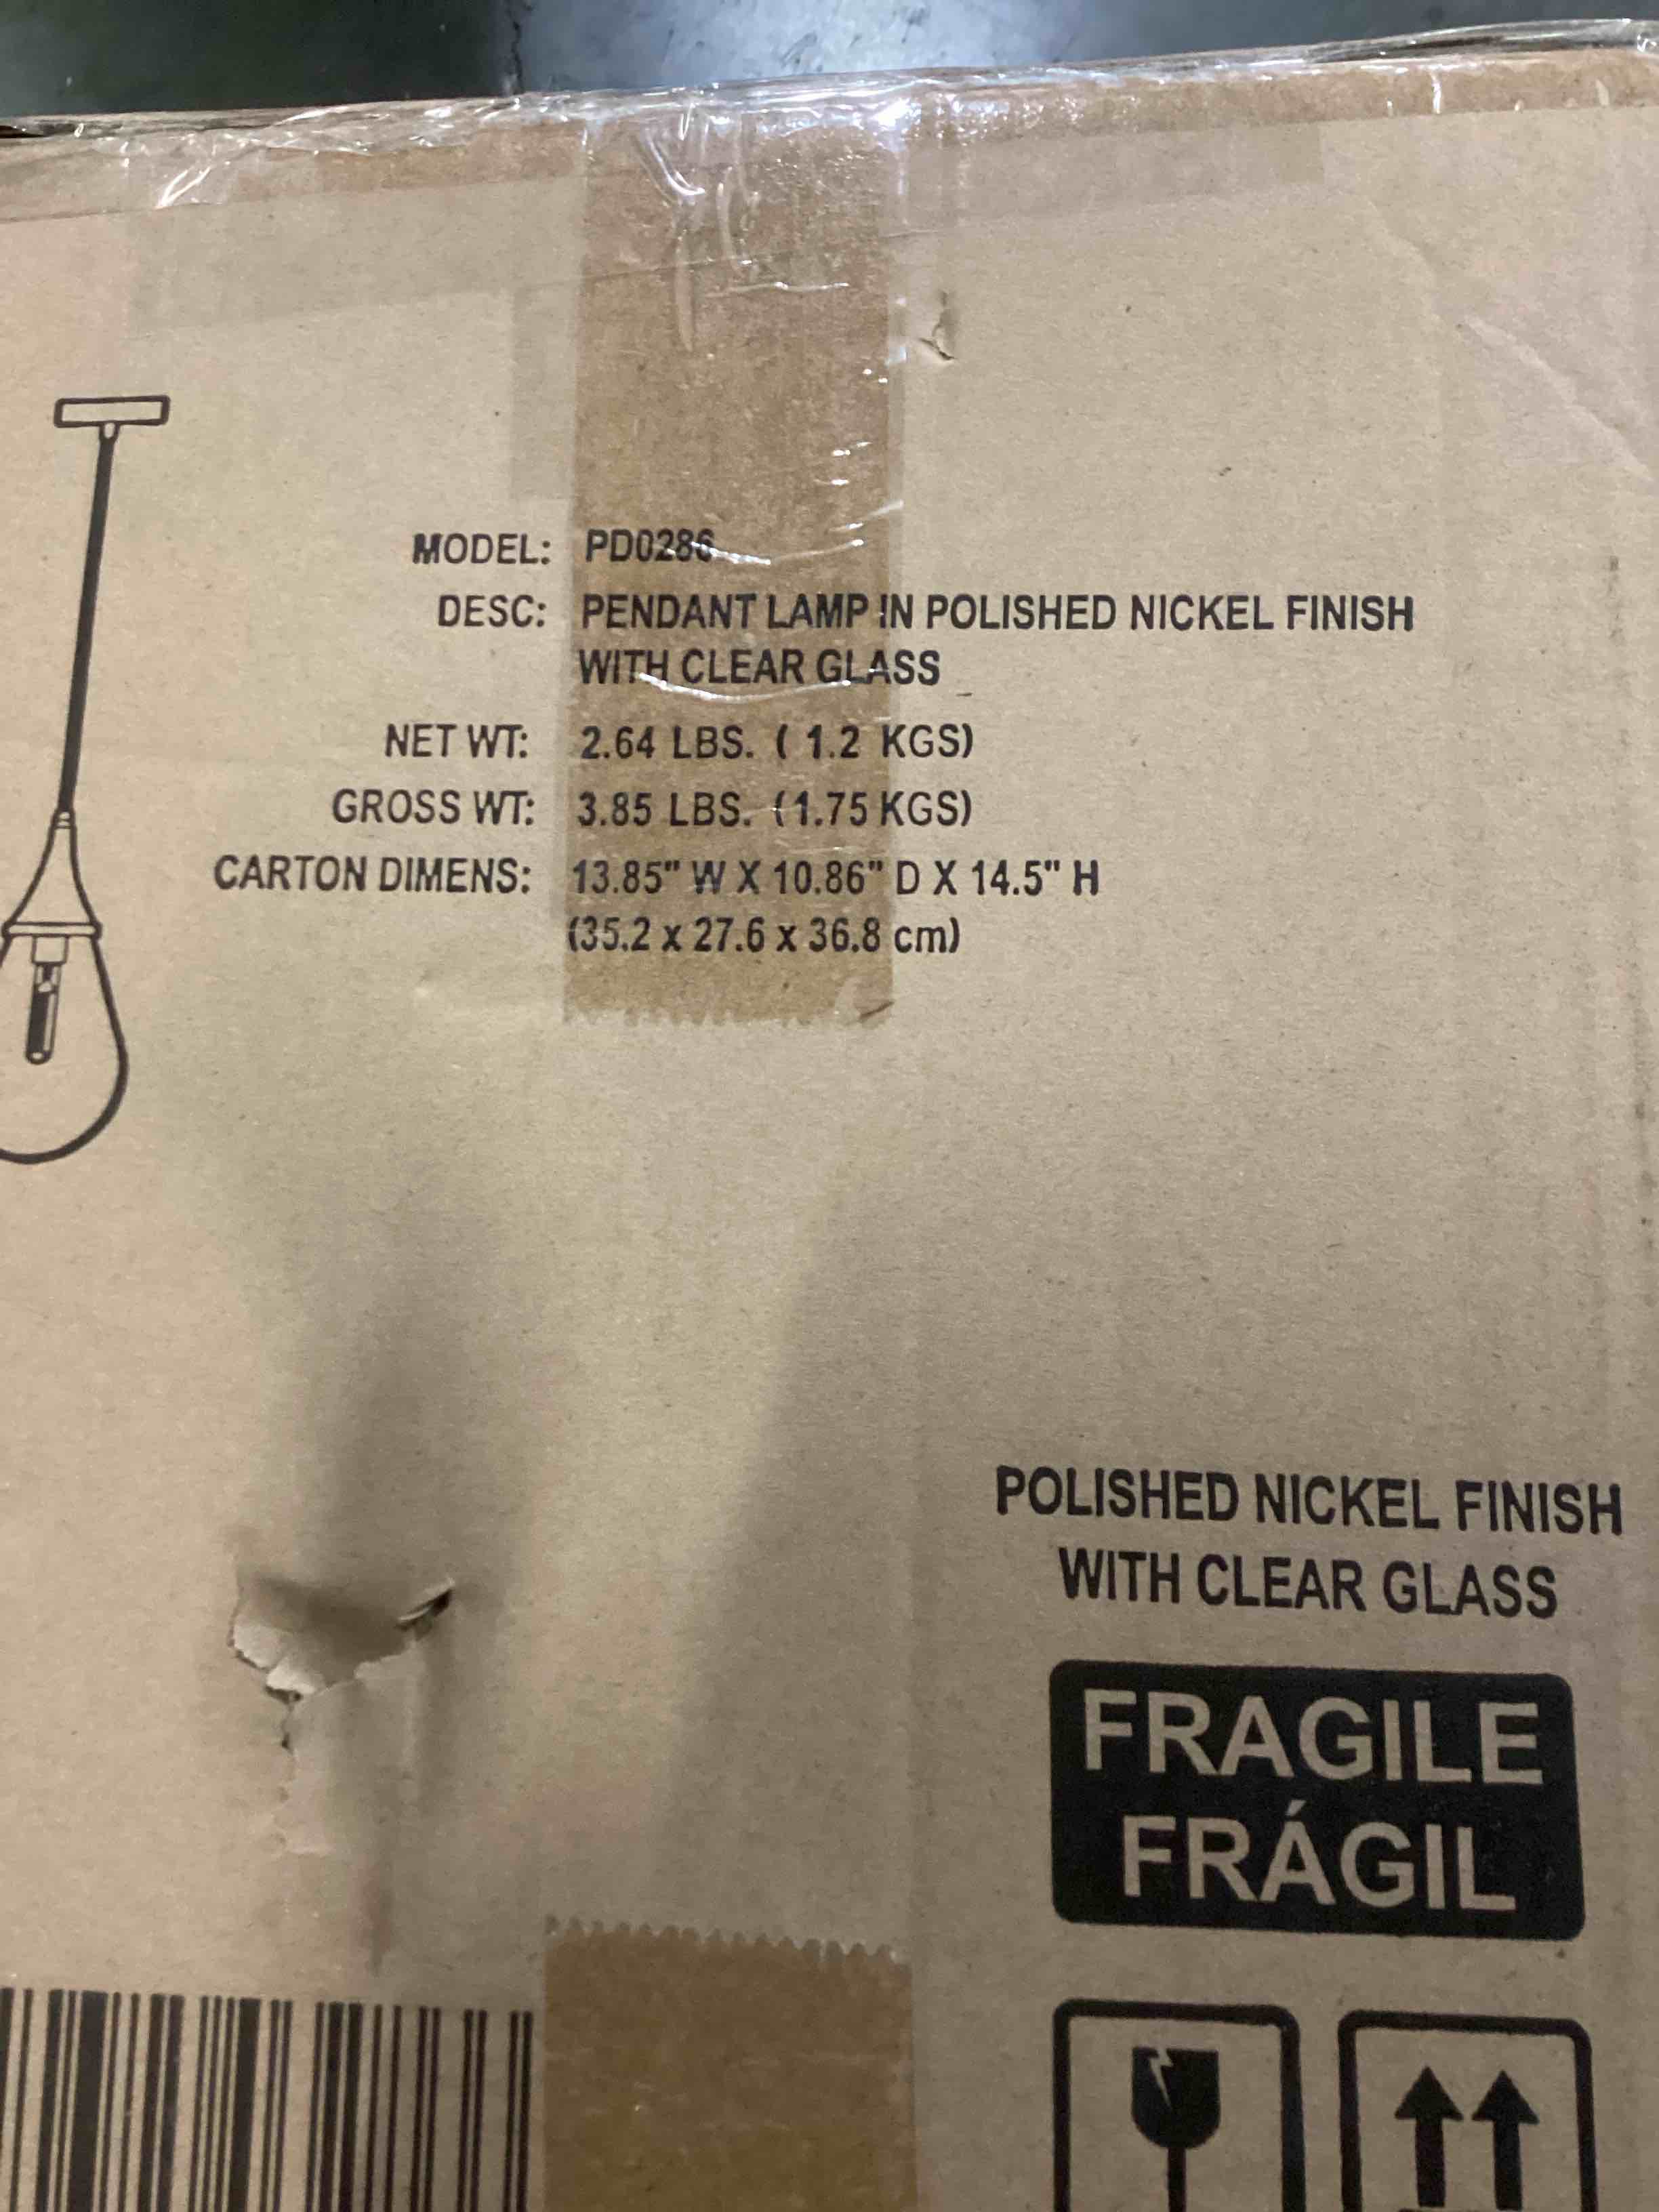 MODEL: PD0286
DESC: PENDANT LAMP IN POLISHED NICKEL FINISH
WITH CLEAR GLASS
NET WT: 2.64 LBS. ( 1.2 KGS)
GROSS WT: 3.85 LBS. (1.75 KGS)
CARTON DIMENS: 13.85" W X 10.86" D X 14.5" H
(35.2 x 27.6 x 36.8 cm)
POLISHED NICKEL FINISH
WITH CLEAR GLASS
FRAGILE
FRÁGIL